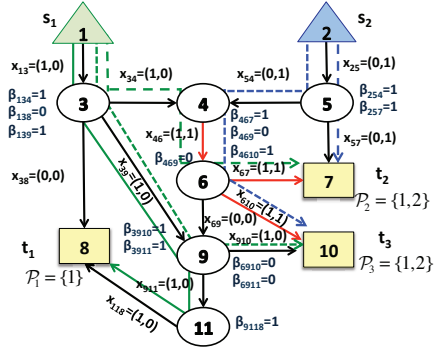 s₁
s₂
1
2
x₁₃=(1,0)
x₃₄=(1,0)
x₅₄=(0,1)
x₂₅=(0,1)
β₁₃₄=1
β₁₃₈=0
β₁₃₉=1
3
4
5
β₂₅₄=1
β₂₅₇=1
x₄₆=(1,1)
β₄₆₇=1
β₄₆₉=0
β₄₆₁₀=1
x₅₇=(0,1)
β₄₆₉=0
x₃₈=(0,0)
x₃₉=(1,0)
6
x₆₇=(1,1)
7
t₂
𝒫₂ = {1,2}
x₆₁₀=(1,1)
x₆₉=(0,0)
t₁
𝒫₁ = {1}
8
β₃₉₁₀=1
β₃₉₁₁=1
9
x₉₁₀=(1,0)
10
t₃
𝒫₃ = {1,2}
β₆₉₁₀=0
β₆₉₁₁=0
x₉₁₁=(1,0)
x₁₁₈=(1,0)
11
β₉₁₁₈=1